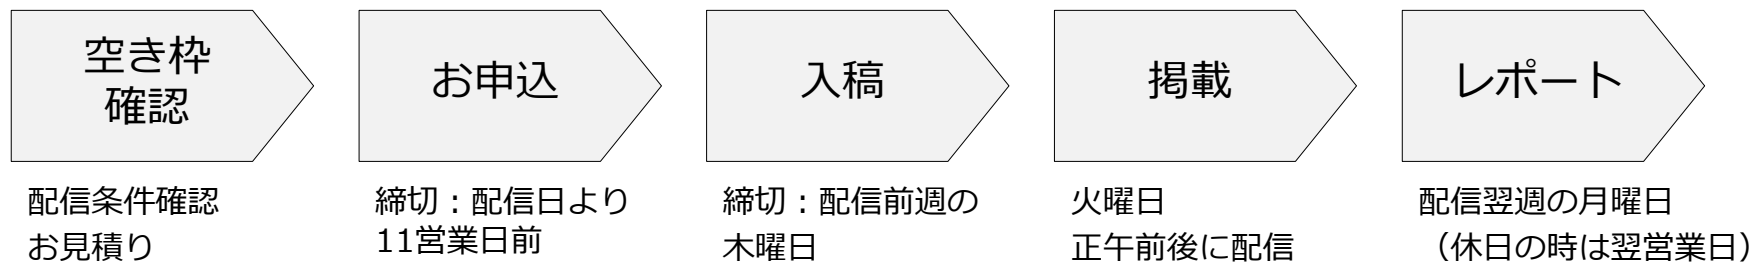 空き枠
確認
お申込
入稿
掲載
レポート
配信条件確認
お見積り
締切：配信日より
11営業日前
締切：配信前週の
木曜日
火曜日
正午前後に配信
配信翌週の月曜日
（休日の時は翌営業日）